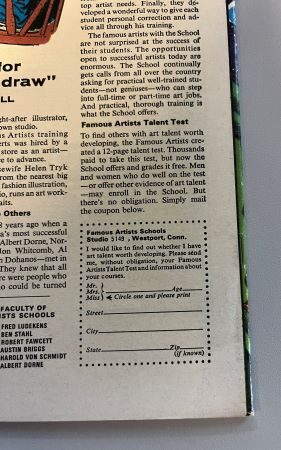 for
draw"
LL
ght-after illustrator,
own studio.
s Artists training
erts was hired by a
store as an artist—
e to advance.
sewife Helen Tryk
from the nearest big
fashion illustration,
io, runs an art work-
aits.
Others
8 years ago when a
a's most successful
Albert Dorne, Nor-
on Whitcomb, Al
Dohanos—met in
They knew that all
re were people who
o could be turned
FACULTY OF
ISTS SCHOOLS
FRED LUDEKENS
BEN STAHL
ROBERT FAWCETT
AUSTIN BRIGGS
HAROLD VON SCHMIDT
ALBERT DORNE
top artist needs. Finally, they de-
veloped a wonderful way to give each
student personal correction and ad-
vice all through his training.
The famous artists with the School
are not surprised at the success of
their students. The opportunities
open to successful artists today are
enormous. The School continually
gets calls from all over the country
asking for practical well-trained stu-
dents—not geniuses—who can step
into full-time or part-time art jobs.
And practical, thorough training is
what the School offers.
Famous Artists Talent Test
To find others with art talent worth
developing, the Famous Artists cre-
ated a 12-page talent test. Thousands
paid to take this test, but now the
School offers and grades it free. Men
and women who do well on the test
—or offer other evidence of art talent
—may enroll in the School. But
there's no obligation. Simply mail
the coupon below.
Famous Artists Schools
Studio 5149, Westport, Conn.
I would like to find out whether I have
art talent worth developing. Please send
me, without obligation, your Famous
Artists Talent Test and information about
your courses.
Mr.
Mrs. Age
Miss Circle one and please print
Street
City
State Zip
(if known)